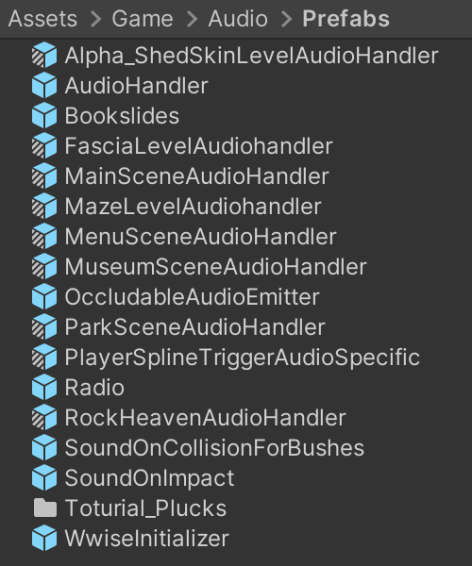 Assets > Game > Audio > Prefabs
Alpha_ShedSkinLevelAudioHandler
AudioHandler
Bookslides
FasciaLevelAudiohandler
MainSceneAudioHandler
MazeLevelAudiohandler
MenuSceneAudioHandler
MuseumSceneAudioHandler
OccludableAudioEmitter
ParkSceneAudioHandler
PlayerSplineTriggerAudioSpecific
Radio
RockHeavenAudioHandler
SoundOnCollisionForBushes
SoundOnImpact
Toturial_Plucks
WwiseInitializer